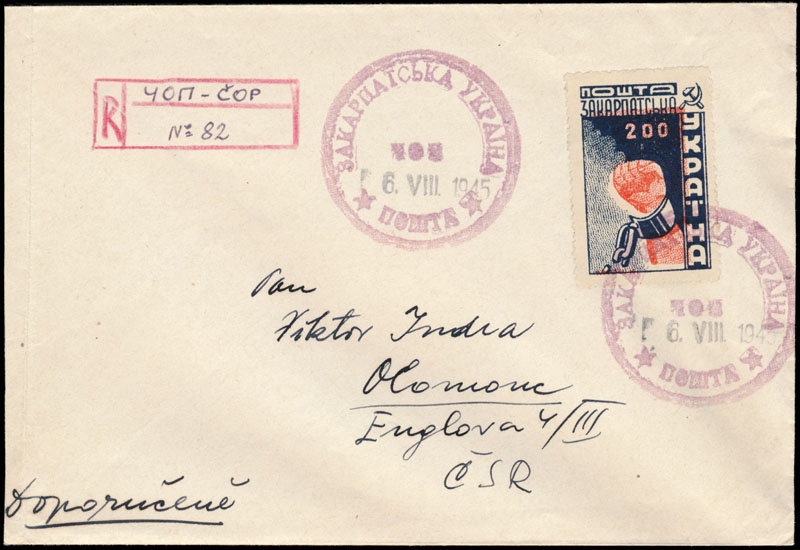 ЧОП - ČOP
R
№ 82
ЗАКАРПАТСЬКА УКРАЇНА
ЧОП
6. VIII. 1945
ПОШТА
ПОШТА
ЗАКАРПАТСЬКА
УКРАЇНА
200
ЗАКАРПАТСЬКА УКРАЇНА
ЧОП
6. VIII. 1945
ПОШТА
Pan
Viktor Indra
Olomouc
Englova 4/III
ČSR
Doporučeně